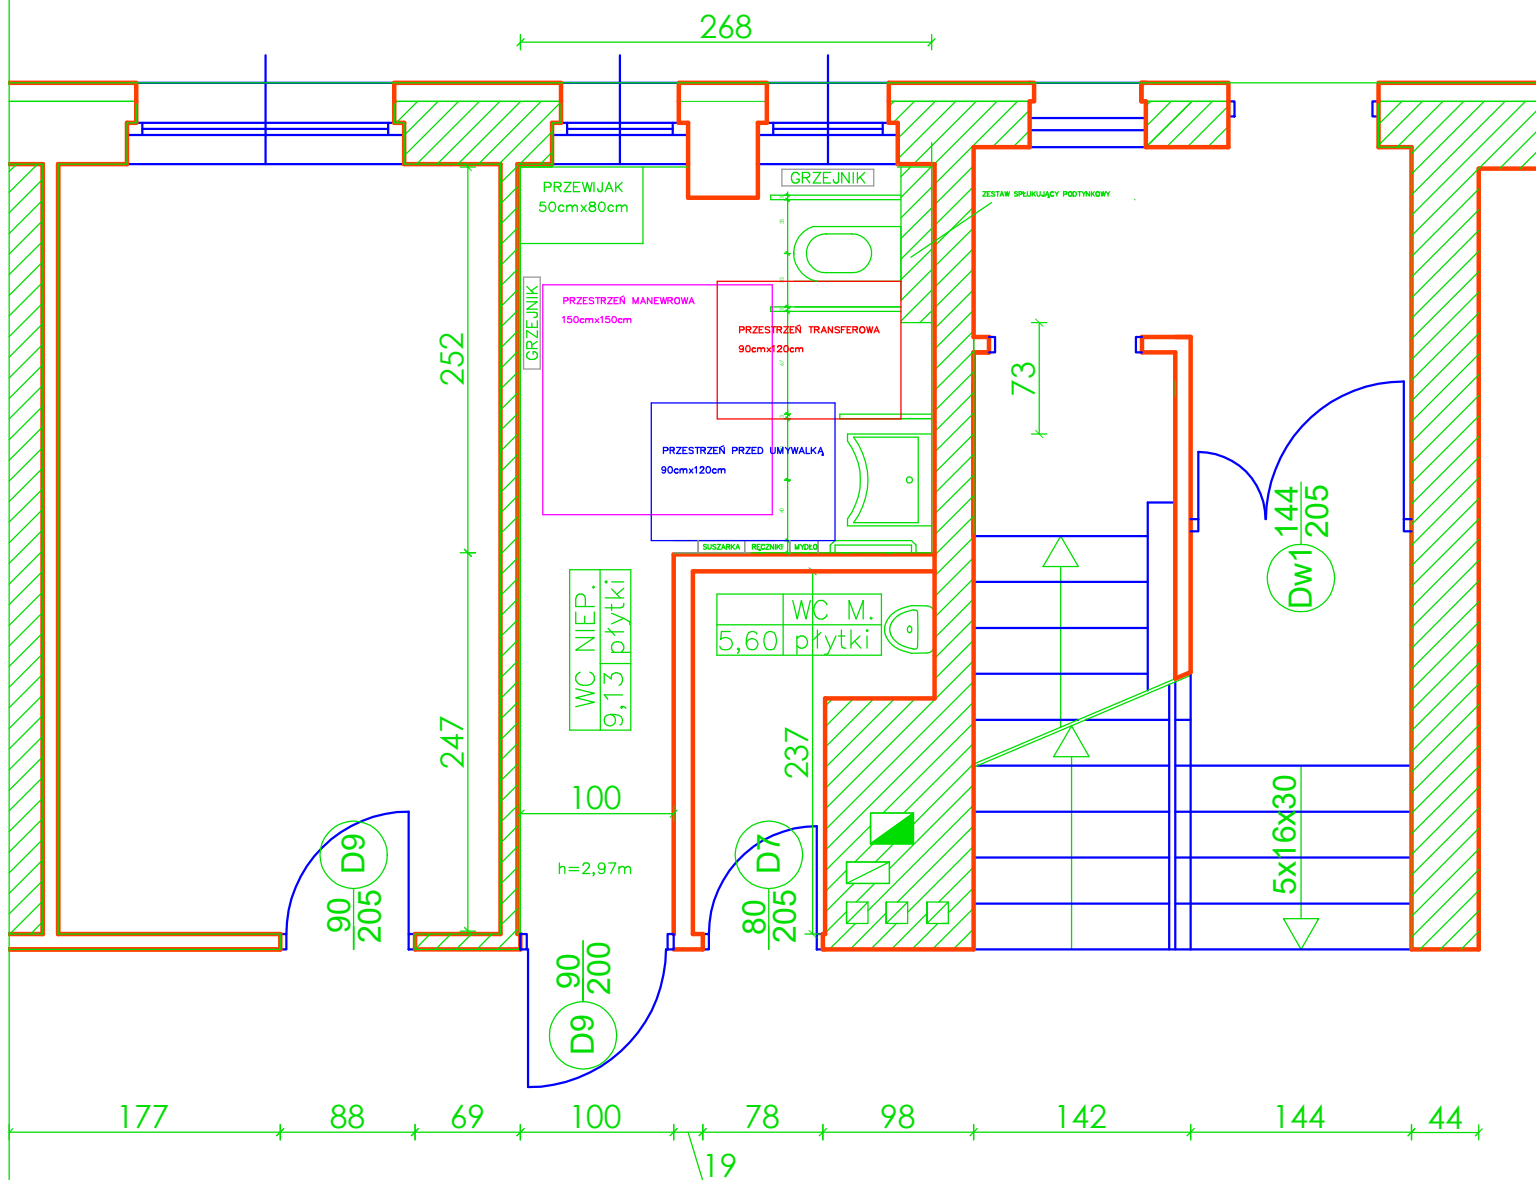 268
GRZEJNIK
PRZEWIJAK
50cmx80cm
ZESTAW SPŁUKUJĄCY PODTYNKOWY
GRZEJNIK
PRZESTRZEŃ MANEWROWA
150cmx150cm
PRZESTRZEŃ TRANSFEROWA
90cmx120cm
252
73
PRZESTRZEŃ PRZED UMYWALKĄ
90cmx120cm
144
205
Dw1
SUSZARKA
RĘCZNIKI
MYDŁO
WC NIEP.
9,13 płytki
WC M.
5,60 płytki
247
237
100
5x16x30
D9
90
205
h=2,97m
D7
80
205
90
200
D9
177
88
69
100
78
98
142
144
44
19